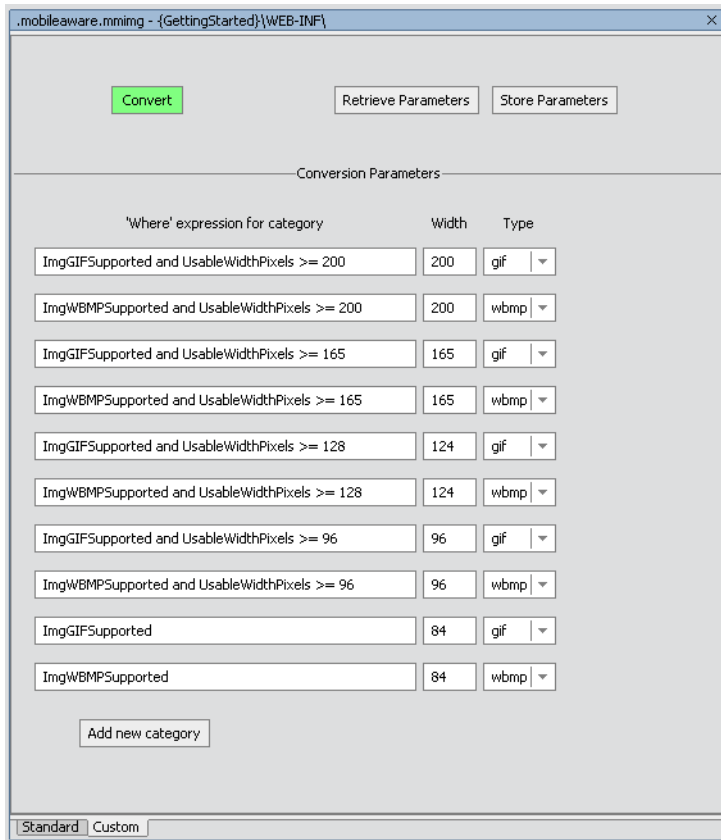 .mobileaware.mmimg - {GettingStarted}\WEB-INF\
Convert Retrieve Parameters Store Parameters
Conversion Parameters
'Where' expression for category Width Type
ImgGIFSupported and UsableWidthPixels >= 200 200 gif
ImgWBMPSupported and UsableWidthPixels >= 200 200 wbmp
ImgGIFSupported and UsableWidthPixels >= 165 165 gif
ImgWBMPSupported and UsableWidthPixels >= 165 165 wbmp
ImgGIFSupported and UsableWidthPixels >= 128 124 gif
ImgWBMPSupported and UsableWidthPixels >= 128 124 wbmp
ImgGIFSupported and UsableWidthPixels >= 96 96 gif
ImgWBMPSupported and UsableWidthPixels >= 96 96 wbmp
ImgGIFSupported 84 gif
ImgWBMPSupported 84 wbmp
Add new category
Standard Custom